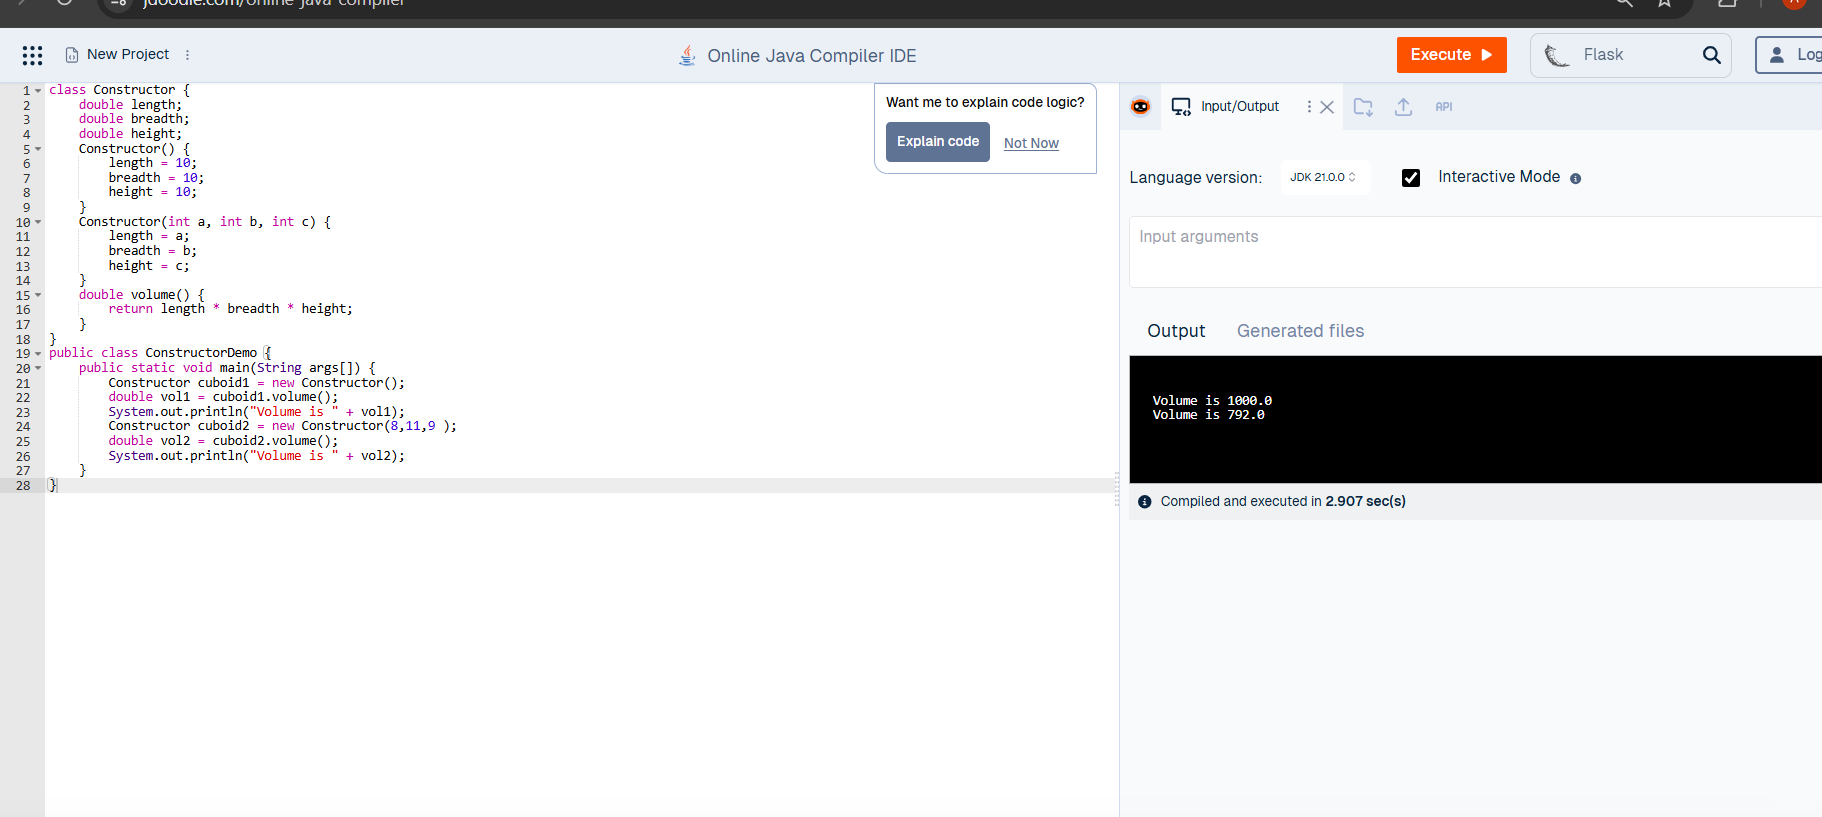 jdoodle.com/online-java-compiler
New Project
Online Java Compiler IDE
Execute
Flask
Log
1 class Constructor {
2     double length;
3     double breadth;
4     double height;
5     Constructor() {
6         length = 10;
7         breadth = 10;
8         height = 10;
9     }
10     Constructor(int a, int b, int c) {
11         length = a;
12         breadth = b;
13         height = c;
14     }
15     double volume() {
16         return length * breadth * height;
17     }
18 }
19 public class ConstructorDemo {
20     public static void main(String args[]) {
21         Constructor cuboid1 = new Constructor();
22         double vol1 = cuboid1.volume();
23         System.out.println("Volume is " + vol1);
24         Constructor cuboid2 = new Constructor(8,11,9 );
25         double vol2 = cuboid2.volume();
26         System.out.println("Volume is " + vol2);
27     }
28 }
Want me to explain code logic?
Explain code Not Now
Input/Output
API
Language version: JDK 21.0.0 Interactive Mode
Input arguments
Output Generated files
Volume is 1000.0
Volume is 792.0
Compiled and executed in 2.907 sec(s)